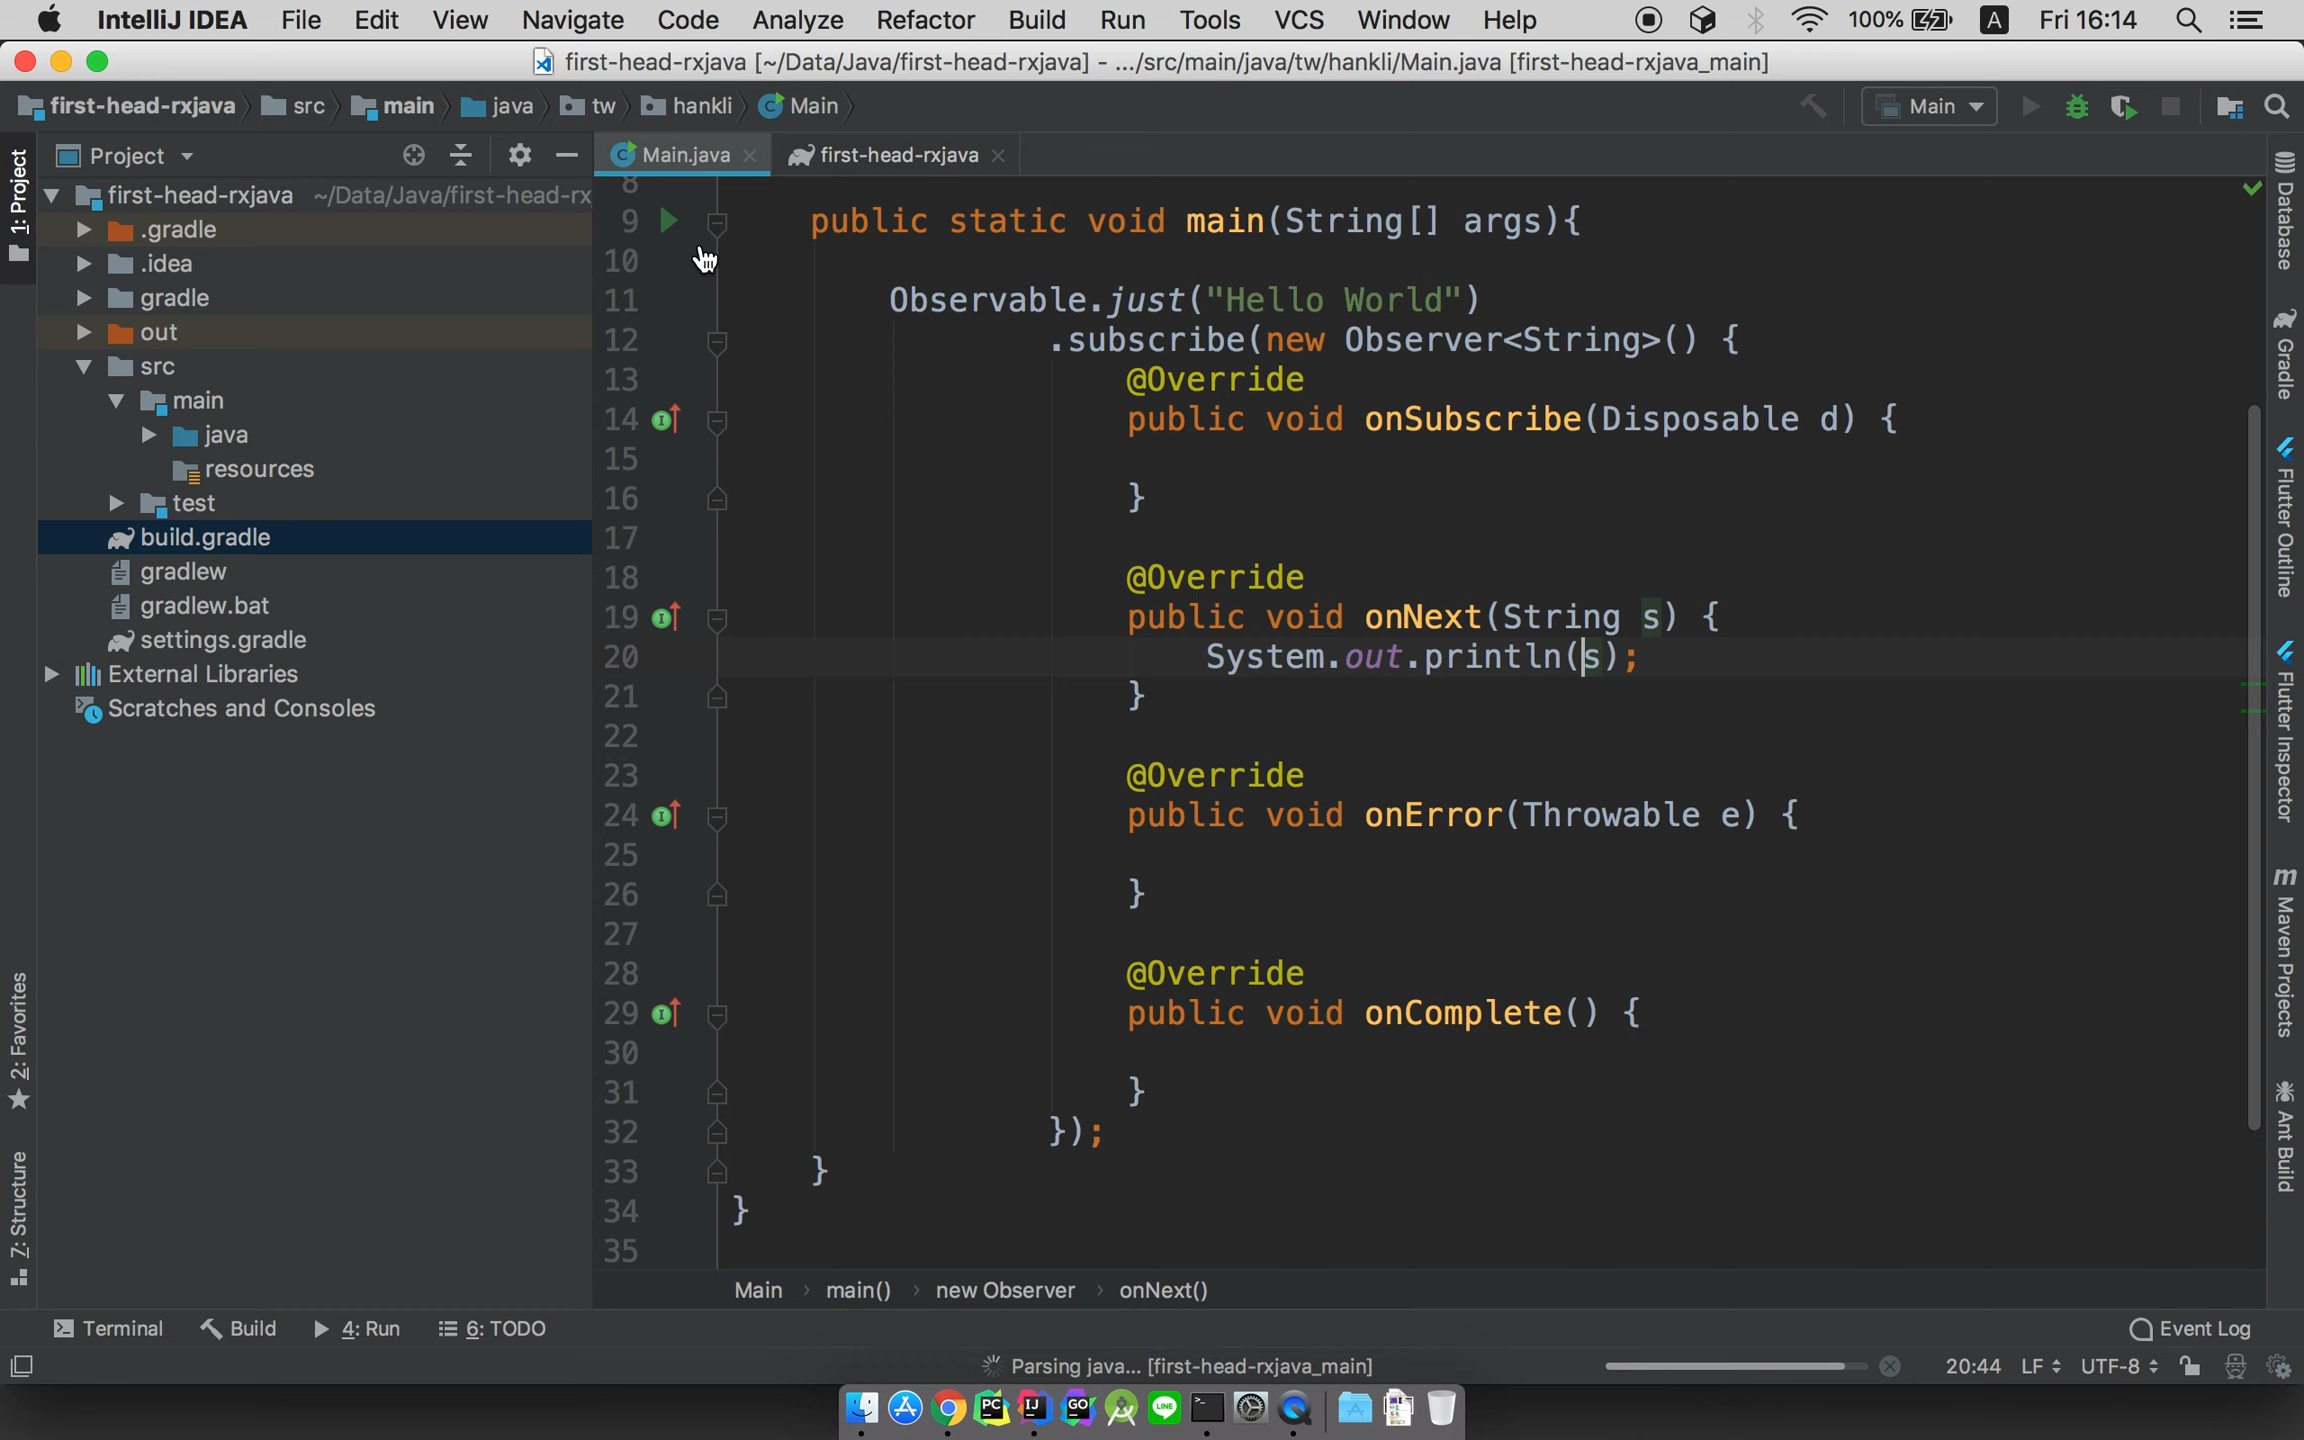 IntelliJ IDEA File Edit View Navigate Code Analyze Refactor Build Run Tools VCS Window Help 100% A Fri 16:14
first-head-rxjava [~/Data/Java/first-head-rxjava] - .../src/main/java/tw/hankli/Main.java [first-head-rxjava_main]
first-head-rxjava src main java tw hankli Main Main
Project
Main.java first-head-rxjava
1: Project
2: Favorites
7: Structure
first-head-rxjava ~/Data/Java/first-head-rx
.gradle
.idea
gradle
out
src
main
java
resources
test
build.gradle
gradlew
gradlew.bat
settings.gradle
External Libraries
Scratches and Consoles
8
9 public static void main(String[] args){
10
11 Observable.just("Hello World")
12 .subscribe(new Observer<String>() {
13 @Override
14 public void onSubscribe(Disposable d) {
15
16 }
17
18 @Override
19 public void onNext(String s) {
20 System.out.println(s);
21 }
22
23 @Override
24 public void onError(Throwable e) {
25
26 }
27
28 @Override
29 public void onComplete() {
30
31 }
32 });
33 }
34 }
35
Main main() new Observer onNext()
Database
Gradle
Flutter Outline
Flutter Inspector
m Maven Projects
Ant Build
Terminal Build 4: Run 6: TODO Event Log
Parsing java... [first-head-rxjava_main] 20:44 LF UTF-8
PC IJ GO LINE